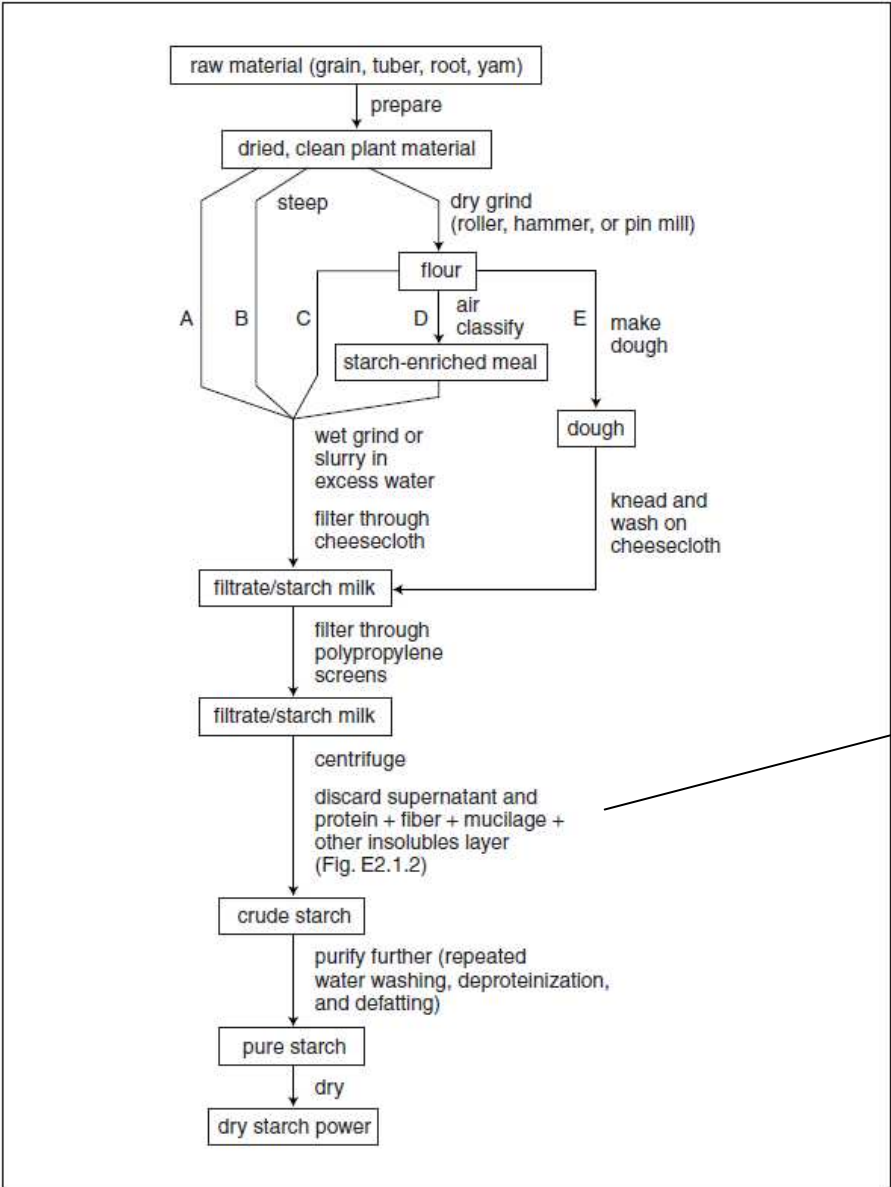 raw material (grain, tuber, root, yam)
prepare
dried, clean plant material
steep
dry grind
(roller, hammer, or pin mill)
flour
A
B
C
D
air
classify
E
make
dough
starch-enriched meal
dough
wet grind or
slurry in
excess water
filter through
cheesecloth
knead and
wash on
cheesecloth
filtrate/starch milk
filter through
polypropylene
screens
filtrate/starch milk
centrifuge
discard supernatant and
protein + fiber + mucilage +
other insolubles layer
(Fig. E2.1.2)
crude starch
purify further (repeated
water washing, deproteinization,
and defatting)
pure starch
dry
dry starch power